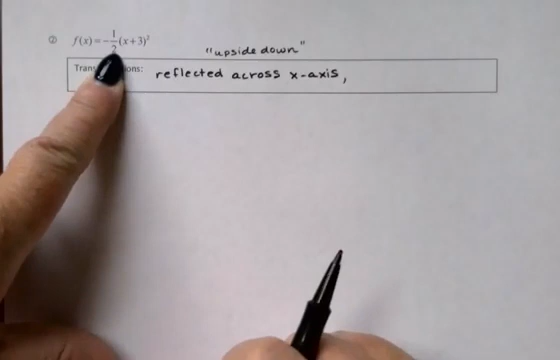 ② f(x) = -1/2(x+3)²
"upside down"
reflected across x-axis,